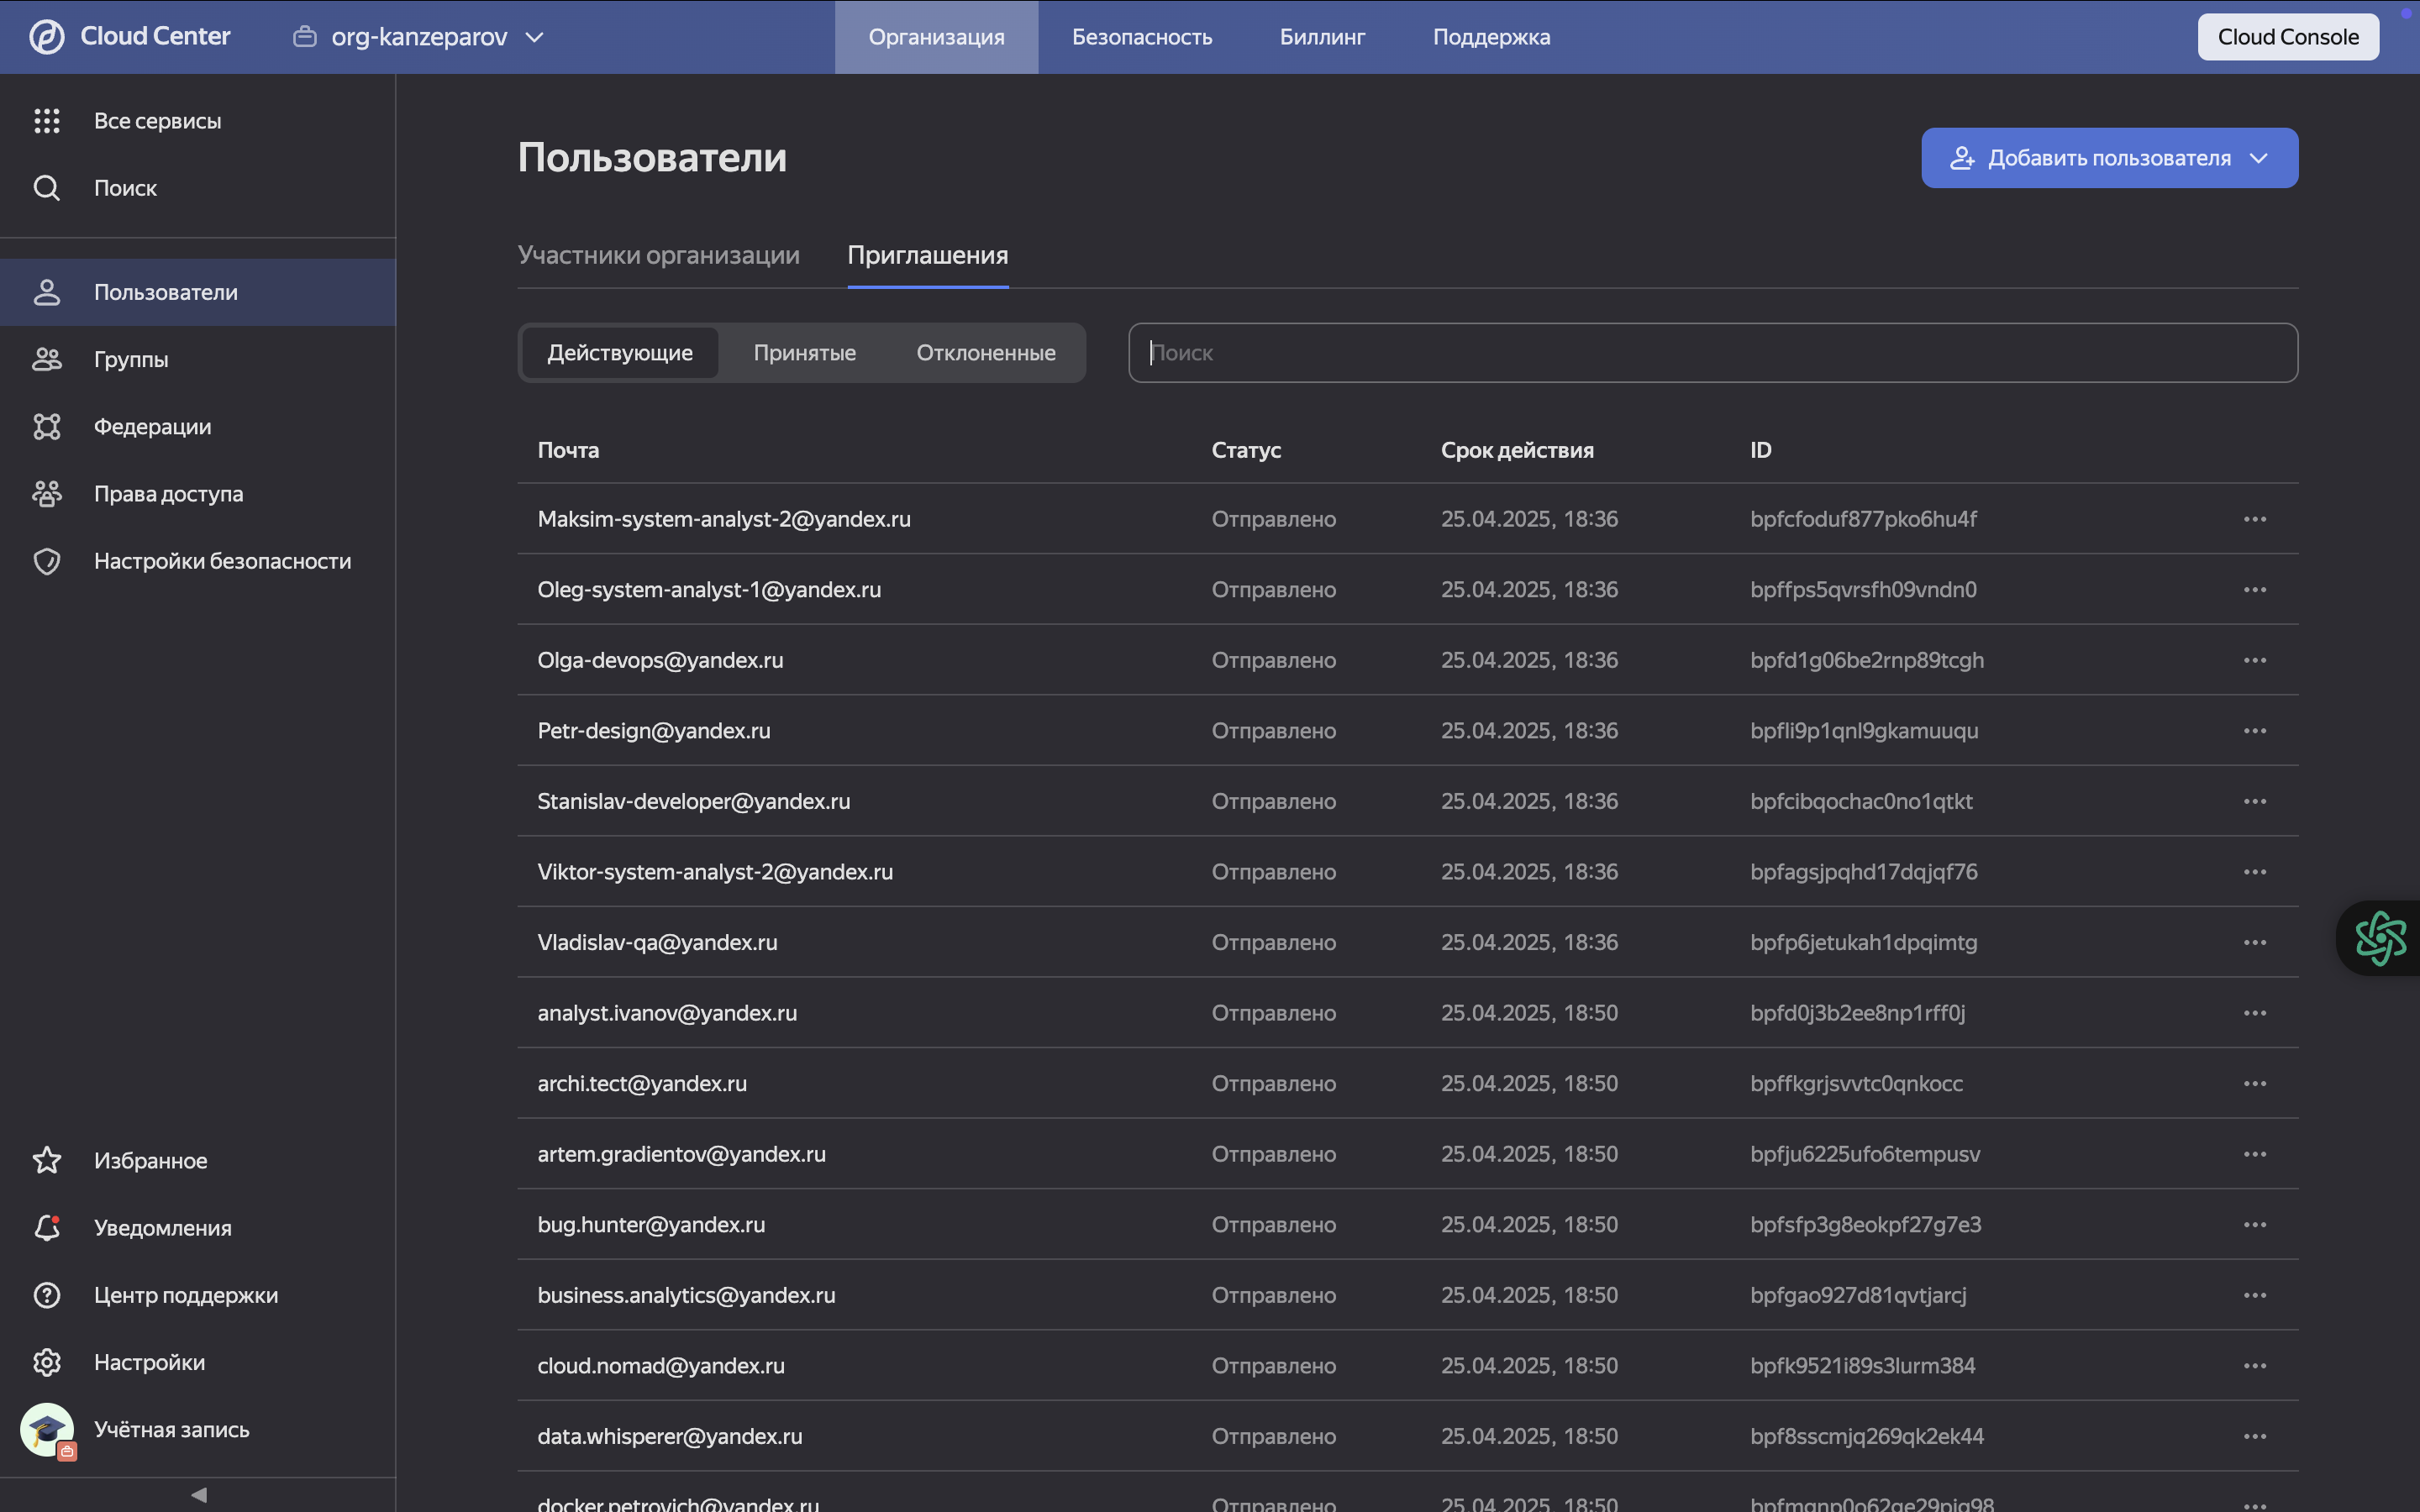 Cloud Center
org-kanzeparov
Организация
Безопасность
Биллинг
Поддержка
Cloud Console
Все сервисы
Поиск
Пользователи
Группы
Федерации
Права доступа
Настройки безопасности
Избранное
Уведомления
Центр поддержки
Настройки
Учётная запись
Пользователи
Добавить пользователя
Участники организации
Приглашения
Действующие
Принятые
Отклоненные
Поиск
Почта Статус Срок действия ID
Maksim-system-analyst-2@yandex.ru Отправлено 25.04.2025, 18:36 bpfcfoduf877pko6hu4f
Oleg-system-analyst-1@yandex.ru Отправлено 25.04.2025, 18:36 bpffps5qvrsfh09vndn0
Olga-devops@yandex.ru Отправлено 25.04.2025, 18:36 bpfd1g06be2rnp89tcgh
Petr-design@yandex.ru Отправлено 25.04.2025, 18:36 bpfli9p1qnl9gkamuuqu
Stanislav-developer@yandex.ru Отправлено 25.04.2025, 18:36 bpfcibqochac0no1qtkt
Viktor-system-analyst-2@yandex.ru Отправлено 25.04.2025, 18:36 bpfagsjpqhd17dqjqf76
Vladislav-qa@yandex.ru Отправлено 25.04.2025, 18:36 bpfp6jetukah1dpqimtg
analyst.ivanov@yandex.ru Отправлено 25.04.2025, 18:50 bpfd0j3b2ee8np1rff0j
archi.tect@yandex.ru Отправлено 25.04.2025, 18:50 bpffkgrjsvvtc0qnkocc
artem.gradientov@yandex.ru Отправлено 25.04.2025, 18:50 bpfju6225ufo6tempusv
bug.hunter@yandex.ru Отправлено 25.04.2025, 18:50 bpfsfp3g8eokpf27g7e3
business.analytics@yandex.ru Отправлено 25.04.2025, 18:50 bpfgao927d81qvtjarcj
cloud.nomad@yandex.ru Отправлено 25.04.2025, 18:50 bpfk9521i89s3lurm384
data.whisperer@yandex.ru Отправлено 25.04.2025, 18:50 bpf8sscmjq269qk2ek44
docker.petrovich@yandex.ru Отправлено 25.04.2025, 18:50